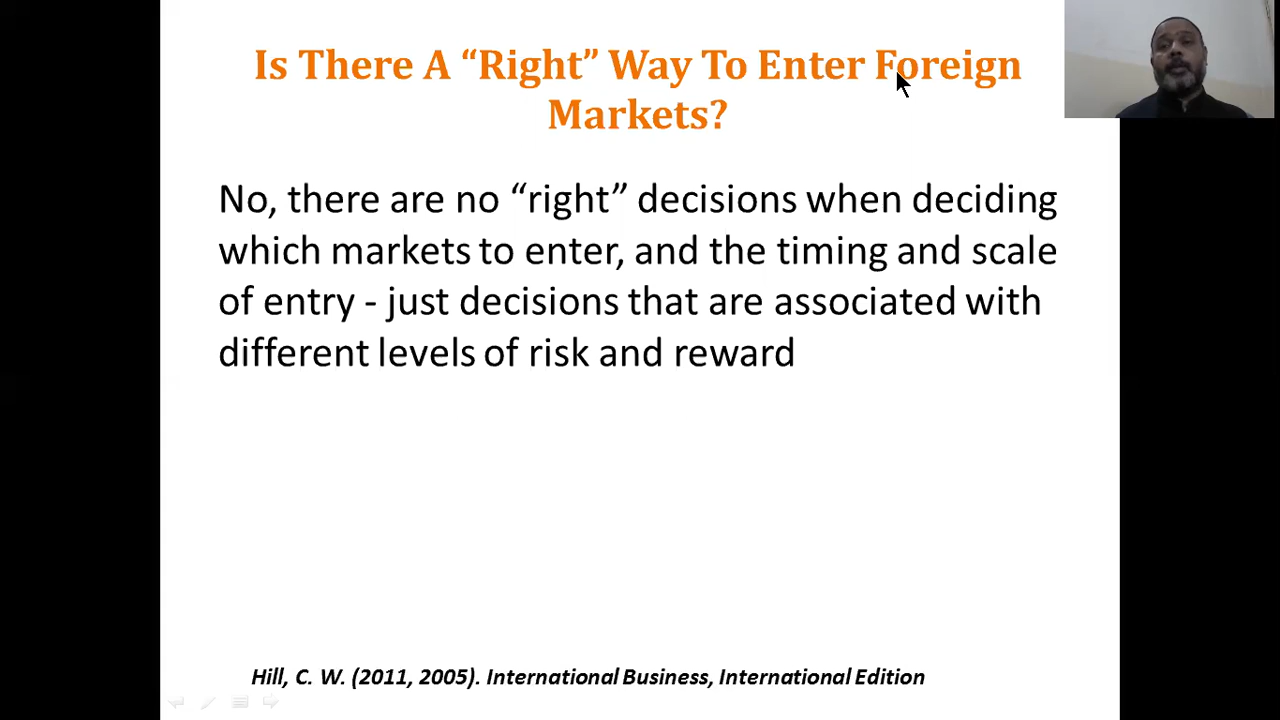 Is There A “Right” Way To Enter Foreign
Markets?
No, there are no “right” decisions when deciding
which markets to enter, and the timing and scale
of entry - just decisions that are associated with
different levels of risk and reward
Hill, C. W. (2011, 2005). International Business, International Edition